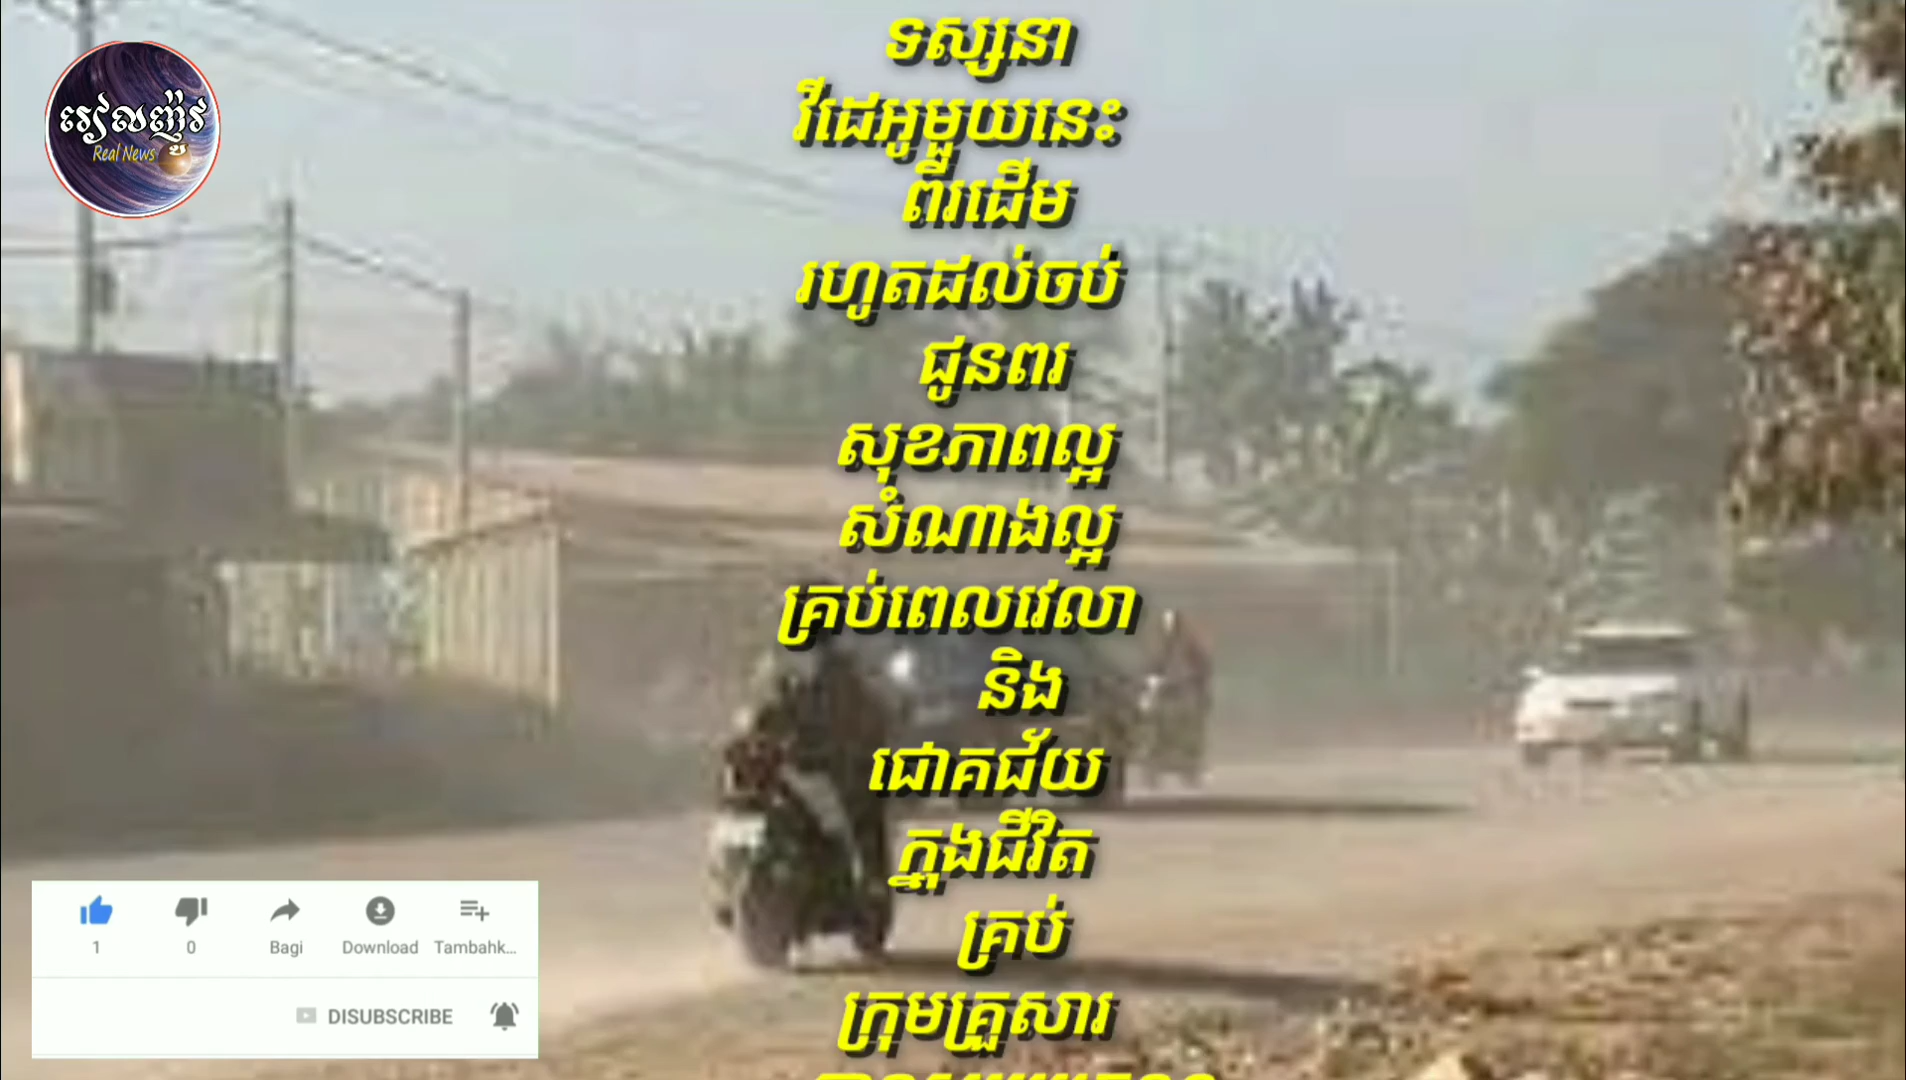 រៀលញ៉ូវ
Real News
ទស្សនា
វីដេអូមួយនេះ
ពីរដើម
រហូតដល់ចប់
ជូនពរ
សុខភាពល្អ
សំណាងល្អ
គ្រប់ពេលវេលា
និង
ជោគជ័យ
ក្នុងជីវិត
គ្រប់
ក្រុមគ្រួសារ
1 0 Bagi Download Tambahk...
DISUBSCRIBE